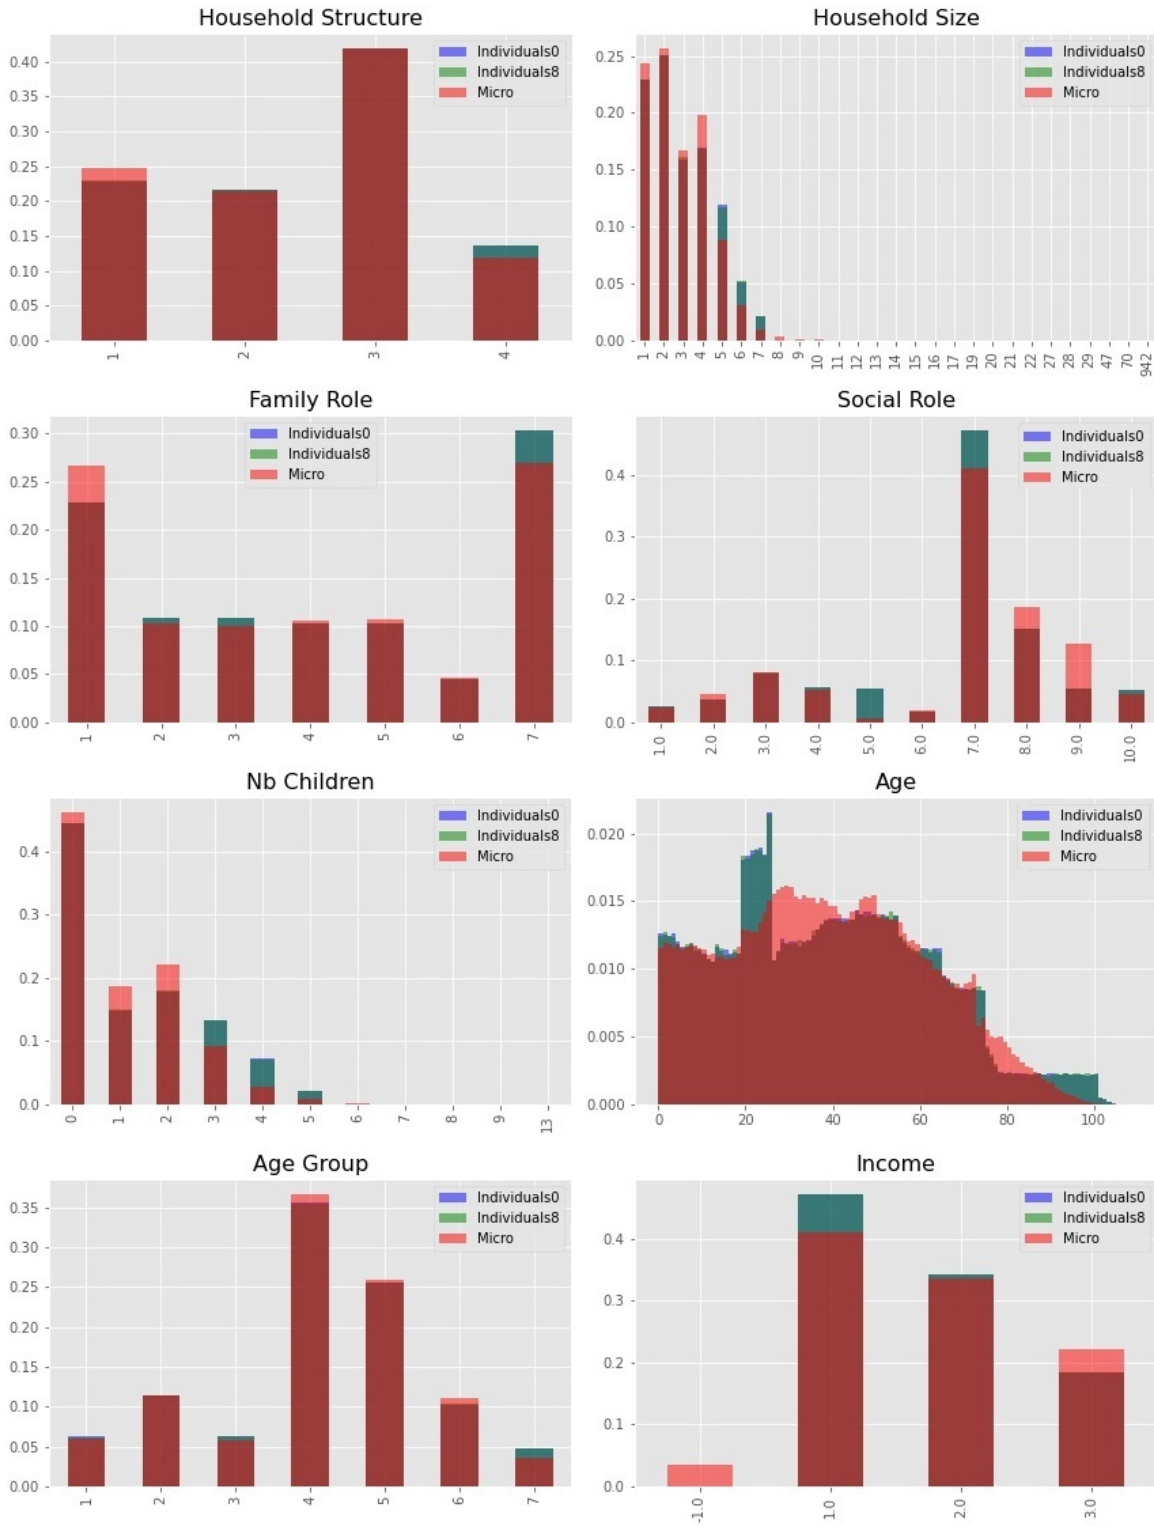 Household Structure
0.40
0.35
0.30
0.25
0.20
0.15
0.10
0.05
0.00
Individuals0
Individuals8
Micro
1 2 3 4
Household Size
0.25
0.20
0.15
0.10
0.05
0.00
Individuals0
Individuals8
Micro
1 2 3 4 5 6 7 8 9 10 11 12 13 14 15 16 17 19 20 21 22 27 28 29 47 70 942
Family Role
0.30
0.25
0.20
0.15
0.10
0.05
0.00
Individuals0
Individuals8
Micro
1 2 3 4 5 6 7
Social Role
0.4
0.3
0.2
0.1
0.0
Individuals0
Individuals8
Micro
1.0 2.0 3.0 4.0 5.0 6.0 7.0 8.0 9.0 10.0
Nb Children
0.4
0.3
0.2
0.1
0.0
Individuals0
Individuals8
Micro
0 1 2 3 4 5 6 7 8 9 13
Age
0.020
0.015
0.010
0.005
0.000
Individuals0
Individuals8
Micro
0 20 40 60 80 100
Age Group
0.35
0.30
0.25
0.20
0.15
0.10
0.05
0.00
Individuals0
Individuals8
Micro
1 2 3 4 5 6 7
Income
0.4
0.3
0.2
0.1
0.0
Individuals0
Individuals8
Micro
-1.0 1.0 2.0 3.0